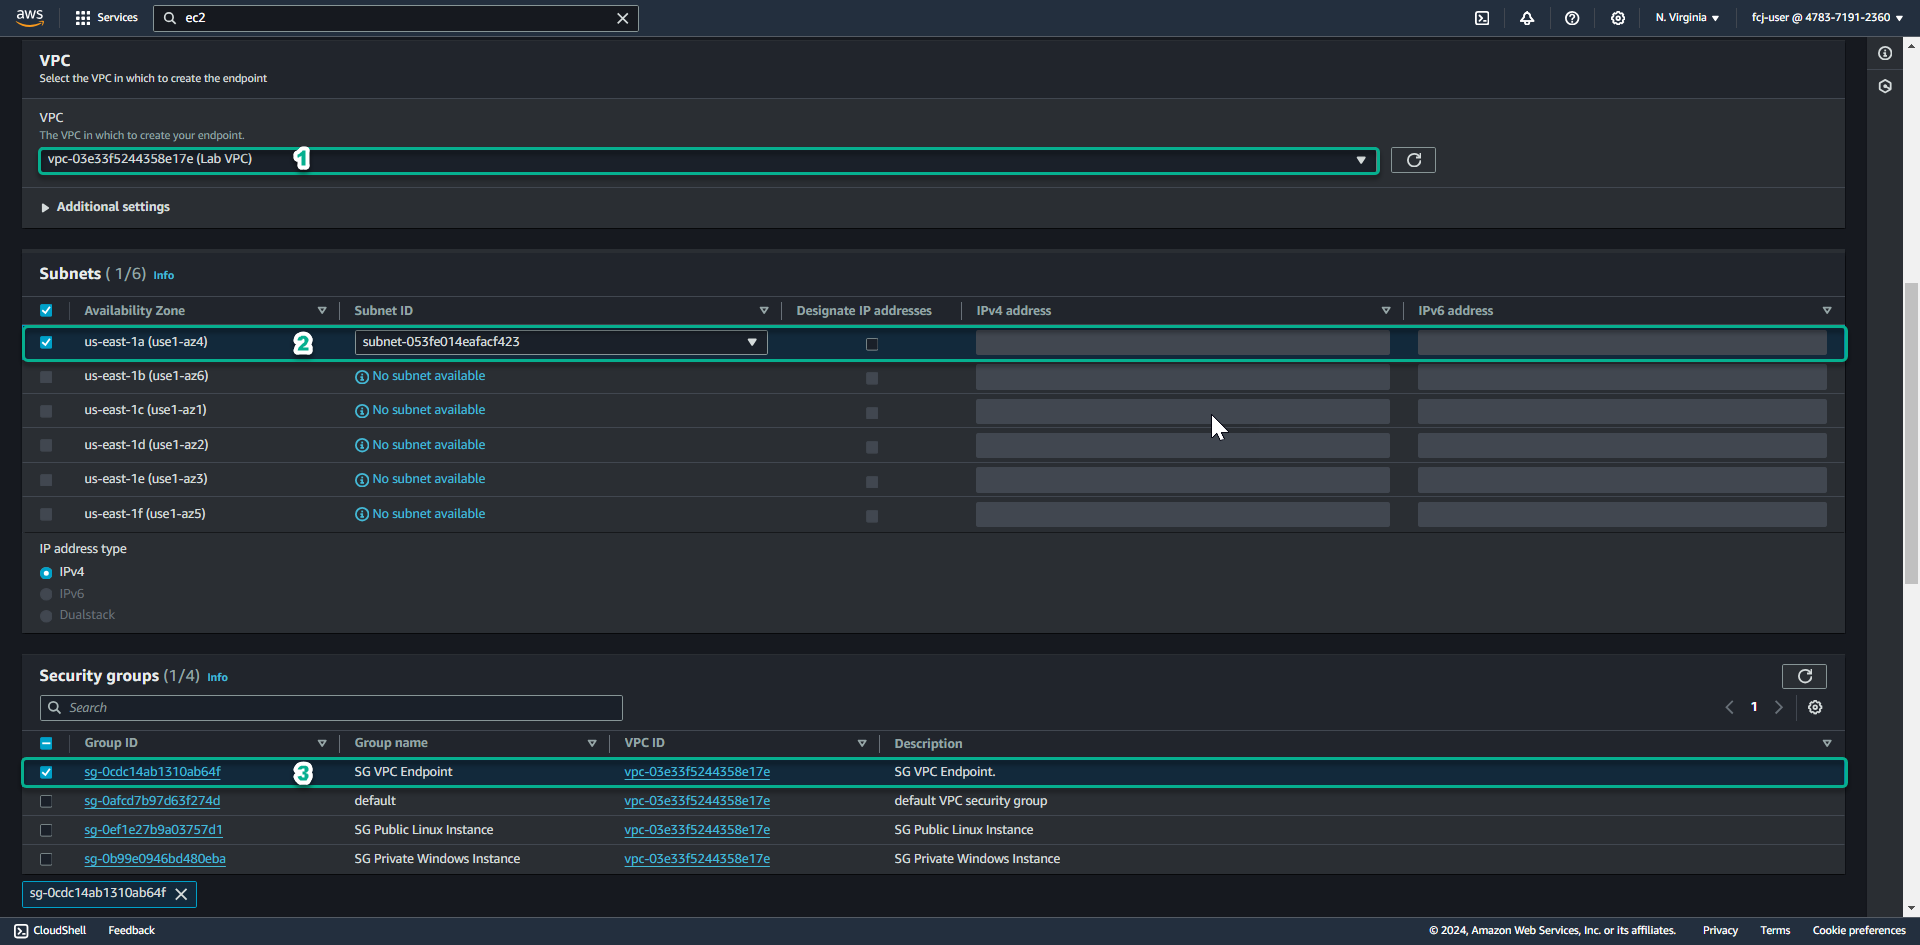 aws Services ec2 N. Virginia fcj-user @ 4783-7191-2360
VPC
Select the VPC in which to create the endpoint
VPC
The VPC in which to create your endpoint.
vpc-03e33f5244358e17e (Lab VPC) 1
Additional settings
Subnets ( 1/6) Info
Availability Zone Subnet ID Designate IP addresses IPv4 address IPv6 address
us-east-1a (use1-az4) 2 subnet-053fe014eafacf423
us-east-1b (use1-az6) No subnet available
us-east-1c (use1-az1) No subnet available
us-east-1d (use1-az2) No subnet available
us-east-1e (use1-az3) No subnet available
us-east-1f (use1-az5) No subnet available
IP address type
IPv4
IPv6
Dualstack
Security groups (1/4) Info
Search 1
Group ID Group name VPC ID Description
sg-0cdc14ab1310ab64f 3 SG VPC Endpoint vpc-03e33f5244358e17e SG VPC Endpoint.
sg-0afcd7b97d63f274d default vpc-03e33f5244358e17e default VPC security group
sg-0ef1e27b9a03757d1 SG Public Linux Instance vpc-03e33f5244358e17e SG Public Linux Instance
sg-0b99e0946bd480eba SG Private Windows Instance vpc-03e33f5244358e17e SG Private Windows Instance
sg-0cdc14ab1310ab64f
CloudShell Feedback © 2024, Amazon Web Services, Inc. or its affiliates. Privacy Terms Cookie preferences